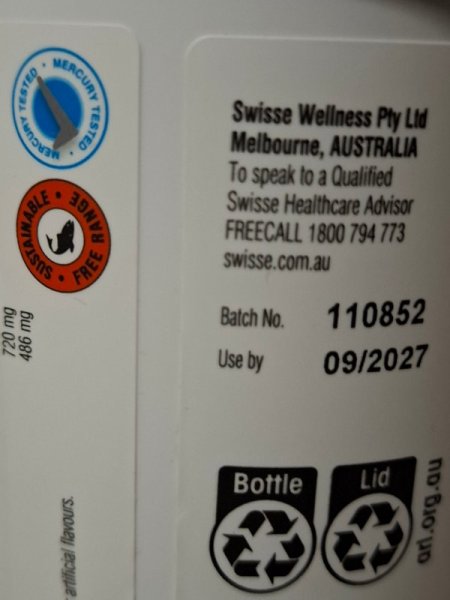 MERCURY TESTED • MERCURY TESTED •
SUSTAINABLE • FREE RANGE •
720 mg
486 mg
artificial flavours.
Swisse Wellness Pty Ltd
Melbourne, AUSTRALIA
To speak to a Qualified
Swisse Healthcare Advisor
FREECALL 1800 794 773
swisse.com.au
Batch No. 110852
Use by 09/2027
Bottle
Lid